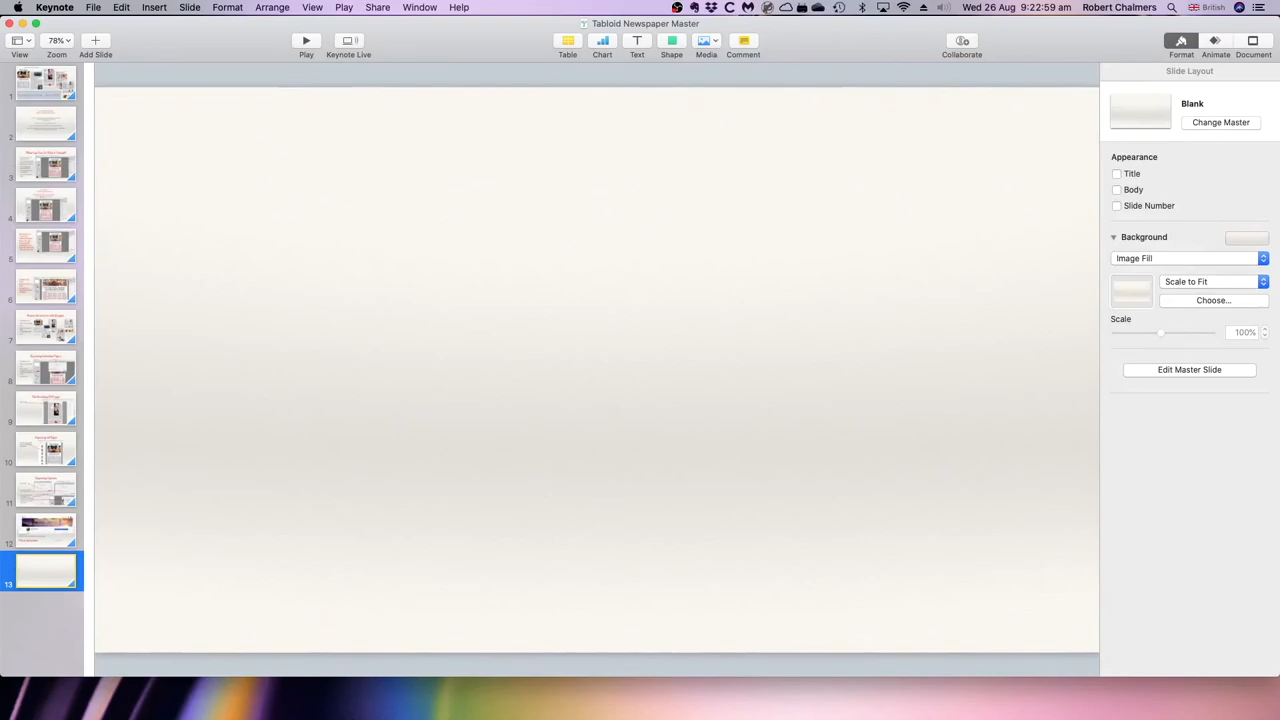 Keynote File Edit Insert Slide Format Arrange View Play Share Window Help
Wed 26 Aug 9:22:59 am Robert Chalmers British
Tabloid Newspaper Master
78%
View Zoom Add Slide Play Keynote Live Table Chart Text Shape Media Comment Collaborate Format Animate Document
Slide Layout
Blank
Change Master
Appearance
Title
Body
Slide Number
Background
Image Fill
Scale to Fit
Choose...
Scale
100%
Edit Master Slide
1
2
3
4
5
6
7
8
9
10
11
12
13